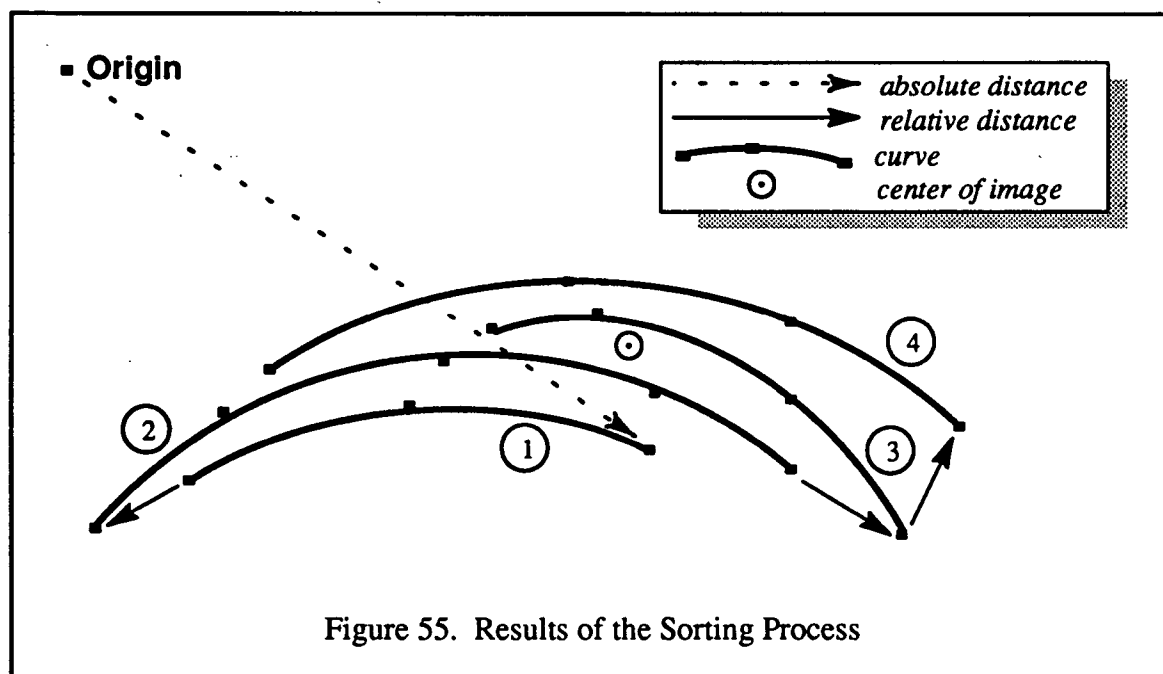 Origin
absolute distance
relative distance
curve
center of image
4
2
1
3
Figure 55. Results of the Sorting Process